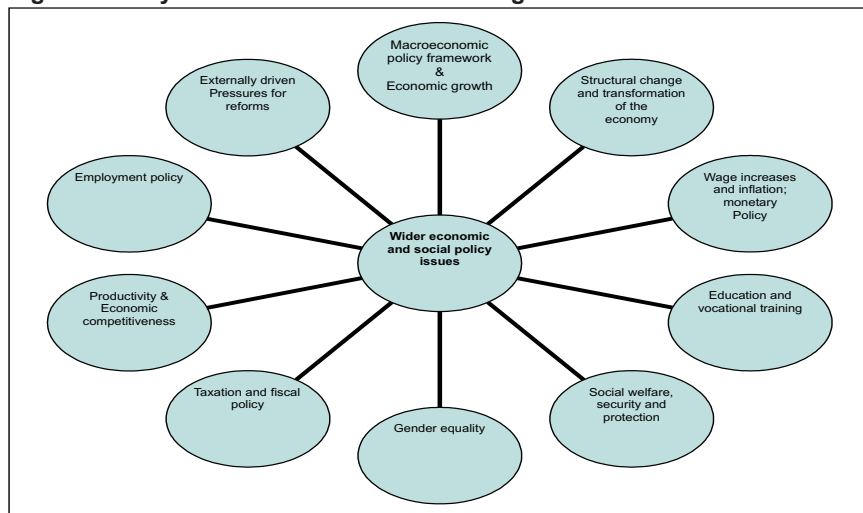 Macroeconomic
policy framework
&
Economic growth
Structural change
and transformation
of the
economy
Wage increases
and inflation;
monetary
Policy
Education and
vocational training
Social welfare,
security and
protection
Gender equality
Taxation and fiscal
policy
Productivity &
Economic
competitiveness
Employment policy
Externally driven
Pressures for
reforms
Wider economic
and social policy
issues